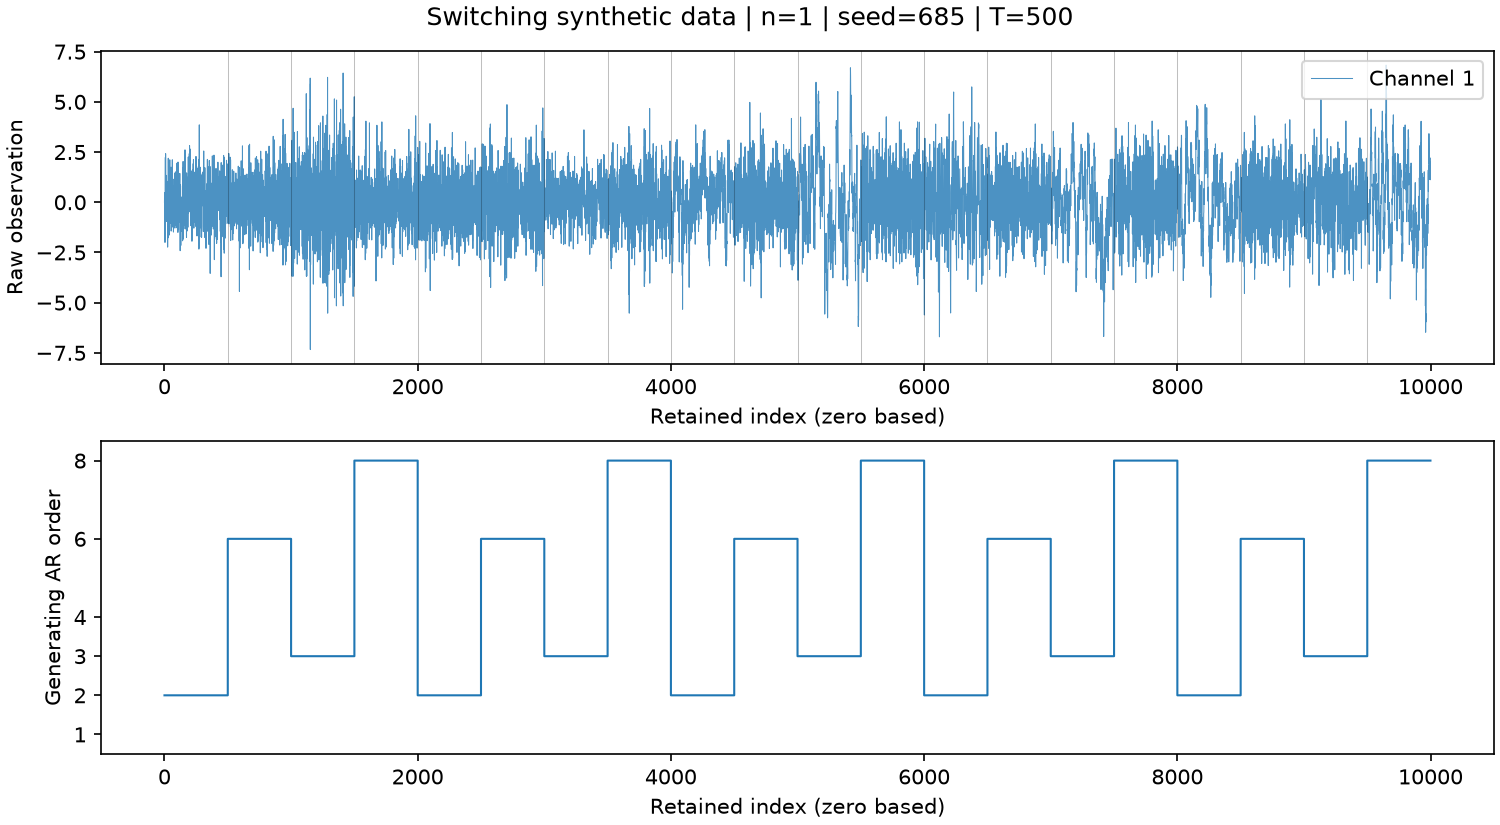 Switching synthetic data | n=1 | seed=685 | T=500
Raw observation
7.5
5.0
2.5
0.0
−2.5
−5.0
−7.5
Channel 1
0 2000 4000 6000 8000 10000
Retained index (zero based)
Generating AR order
8
6
4
3
2
1
0 2000 4000 6000 8000 10000
Retained index (zero based)